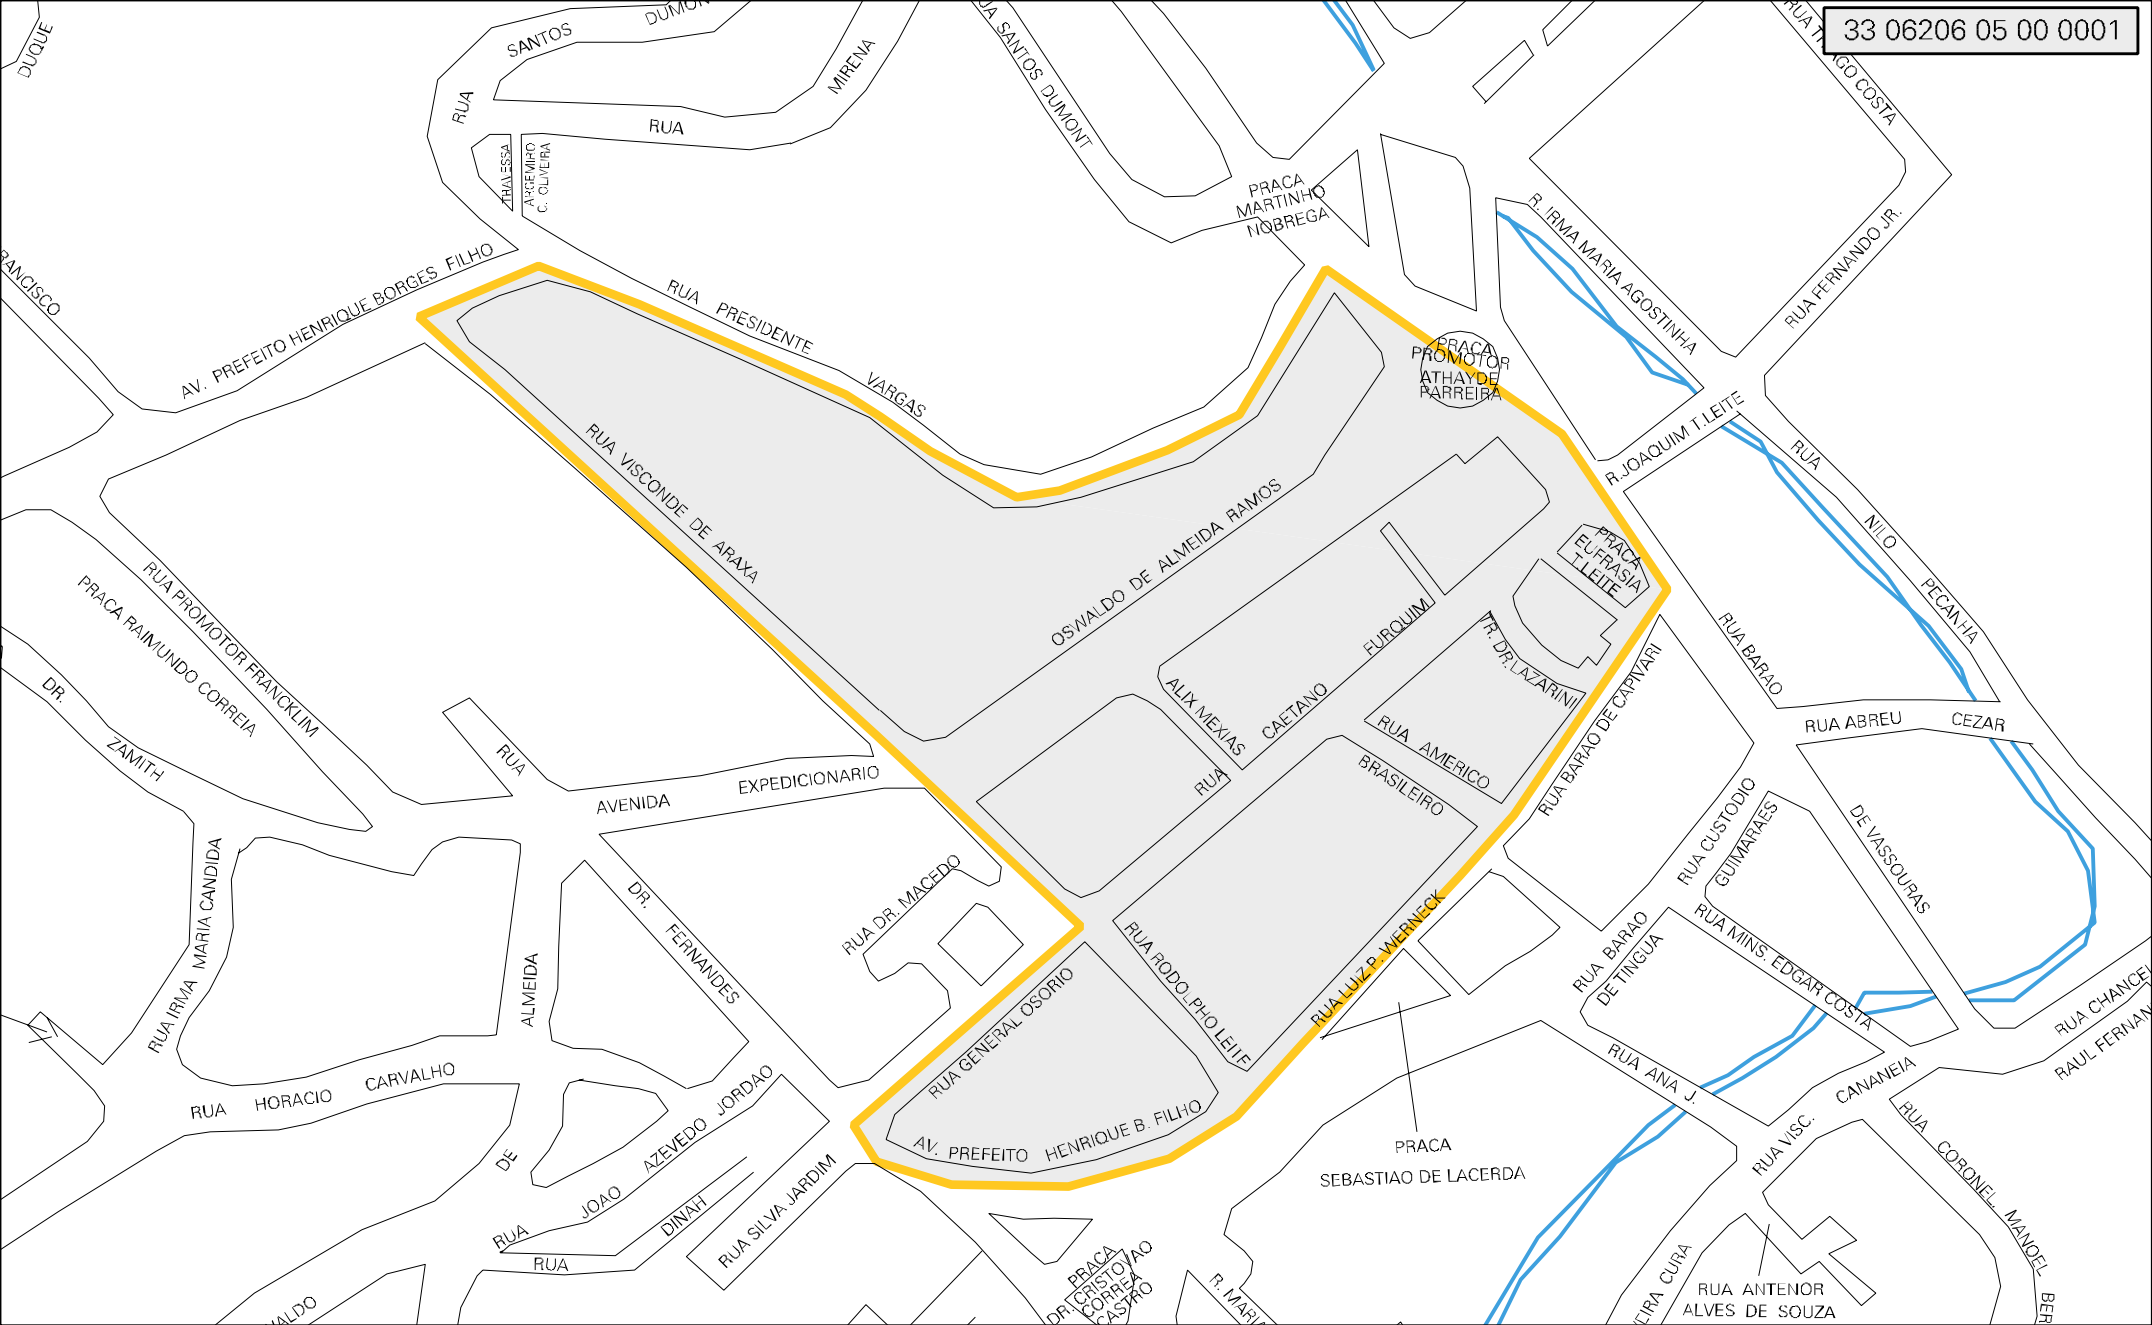 33 06206 05 00 0001
DUQUE
SANTOS
RUA
MIRENA
RUA
RUA SANTOS DUMONT
COSTA
THALESSA
ARGEMIRO
C. OLIVEIRA
PRACA
MARTINHO
NOBREGA
R. IRMA MARIA AGOSTINHA
RUA FERNANDO JR.
AV. PREFEITO HENRIQUE BORGES FILHO
RUA PRESIDENTE
VARGAS
PRACA
PROMOTOR
ATHAYDE
PARREIRA
R.JOAQUIM T.LEITE
RUA NILO PECANHA
RUA VISCONDE DE ARAXA
OSWALDO DE ALMEIDA RAMOS
PRACA
EUFRASIA
T.LEITE
RUA PROMOTOR FRANCKLIM
PRACA RAIMUNDO CORREIA
DR.
ZAMITH
RUA
AVENIDA EXPEDICIONARIO
ALIX MEXIAS
RUA CAETANO FURQUIM
TR. DR. LAZARINI
RUA AMERICO
BRASILEIRO
RUA BARAO DE CAPIVARI
RUA BARAO
DE VASSOURAS
RUA ABREU CEZAR
RUA CUSTODIO
GUIMARAES
RUA IRMA MARIA CANDIDA
ALMEIDA
DE
DR. FERNANDES
RUA DR. MACEDO
RUA GENERAL OSORIO
RUA RODOLPHO LEITE
RUA LUIZ P. WERNECK
RUA BARAO
DE TINGUA
RUA MINS. EDGAR COSTA
RUA ANA J.
RUA VISC.
CANANEIA
RUA HORACIO CARVALHO
RUA JOAO AZEVEDO JORDAO
RUA DINAH
RUA SILVA JARDIM
AV. PREFEITO HENRIQUE B. FILHO
PRACA
SEBASTIAO DE LACERDA
PRACA
DR. CRISTOVAO
CORREA
CASTRO
R. MARIA
RUA CORONEL MANOEL
RUA ANTENOR
ALVES DE SOUZA
CURA